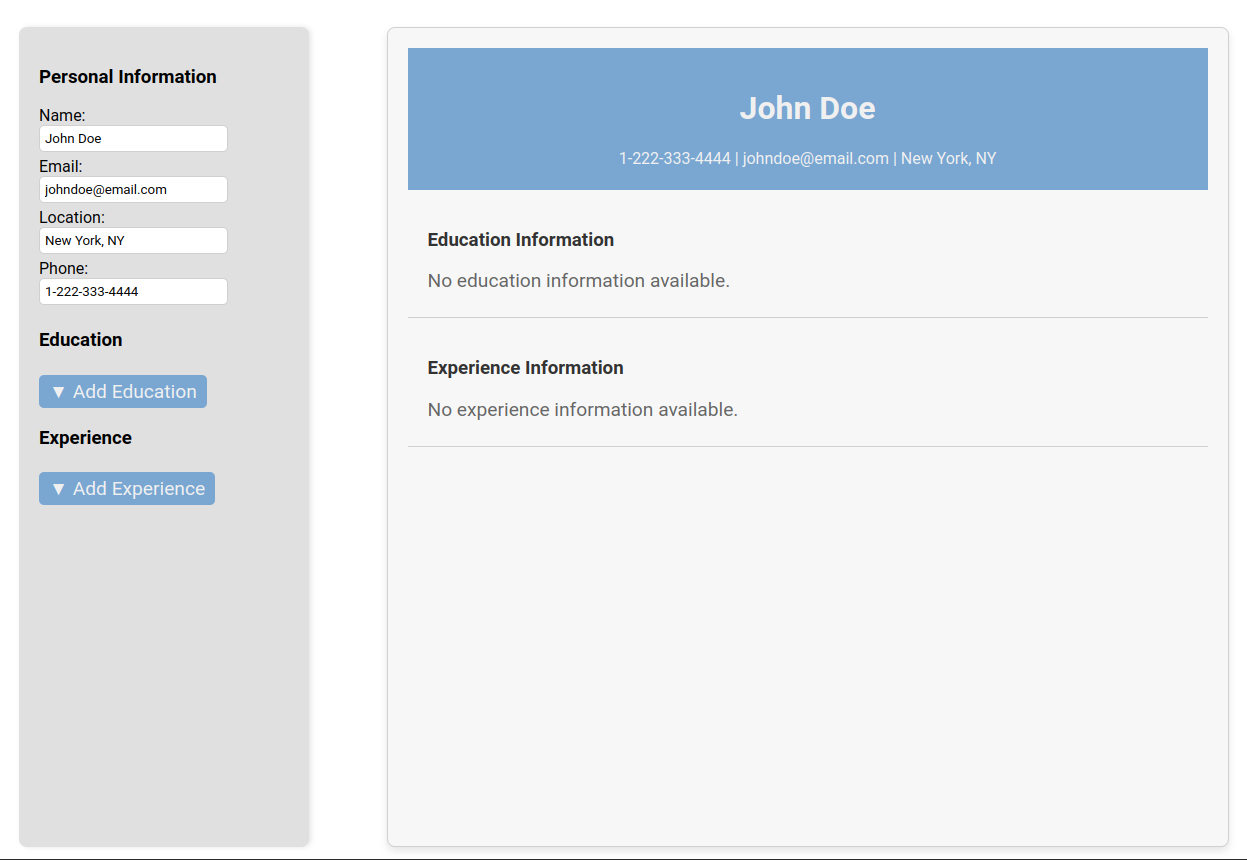 Personal Information
Name:
John Doe
Email:
johndoe@email.com
Location:
New York, NY
Phone:
1-222-333-4444
Education
▼ Add Education
Experience
▼ Add Experience
John Doe
1-222-333-4444 | johndoe@email.com | New York, NY
Education Information
No education information available.
Experience Information
No experience information available.